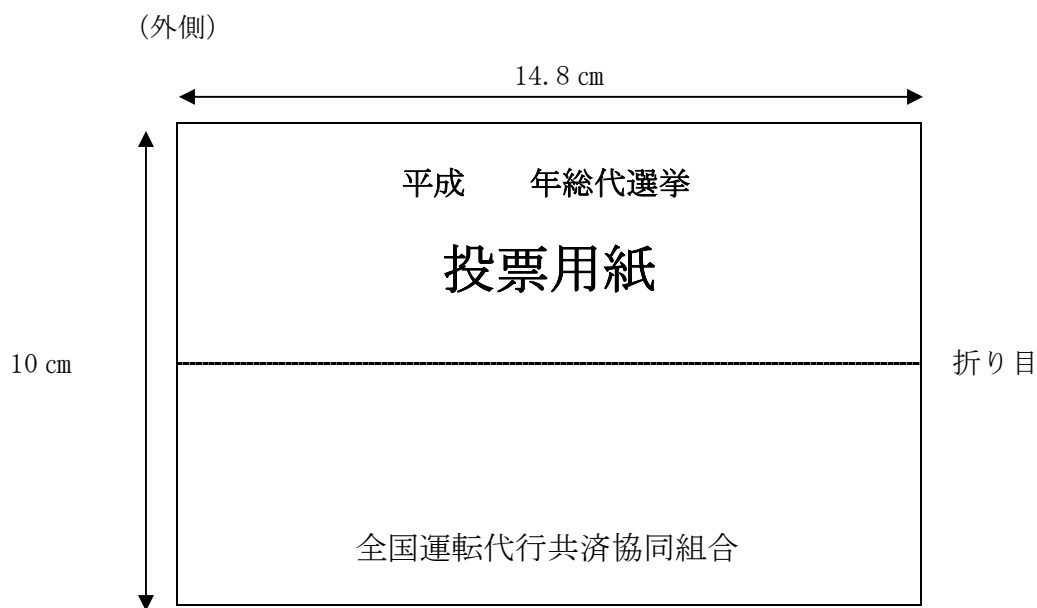 (外側)
14.8 cm
平成　　年総代選挙
投票用紙
10 cm
折り目
全国運転代行共済協同組合